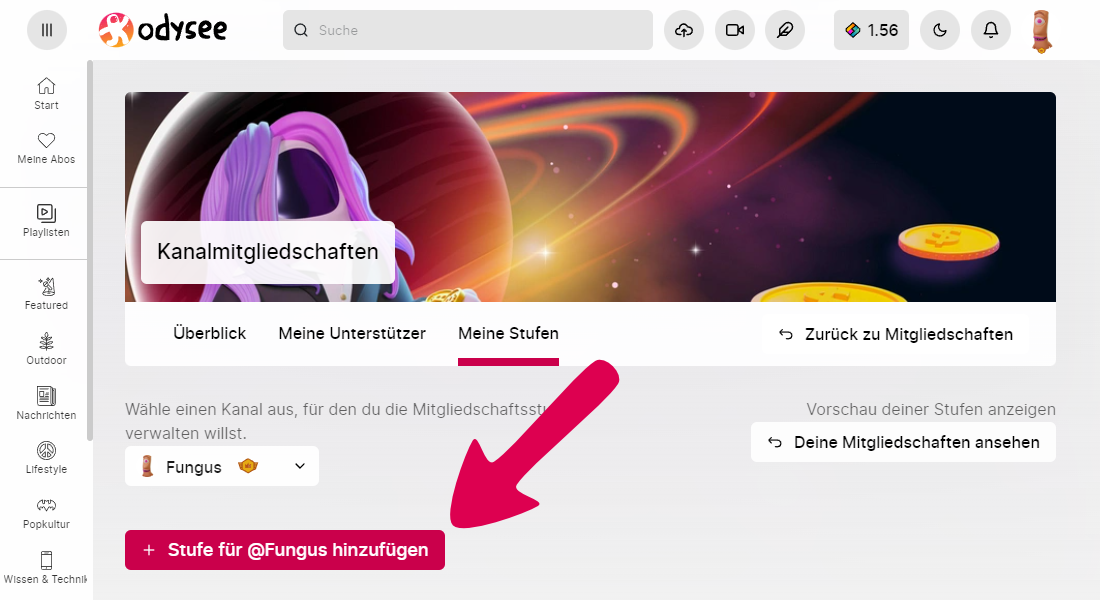 odysee
Suche
1.56
Start
Meine Abos
Playlisten
Featured
Outdoor
Nachrichten
Lifestyle
Popkultur
Wissen & Technik
Kanalmitgliedschaften
Überblick
Meine Unterstützer
Meine Stufen
Zurück zu Mitgliedschaften
Wähle einen Kanal aus, für den du die
verwalten willst.
Fungus
Vorschau deiner Stufen anzeigen
Deine Mitgliedschaften ansehen
+ Stufe für @Fungus hinzufügen